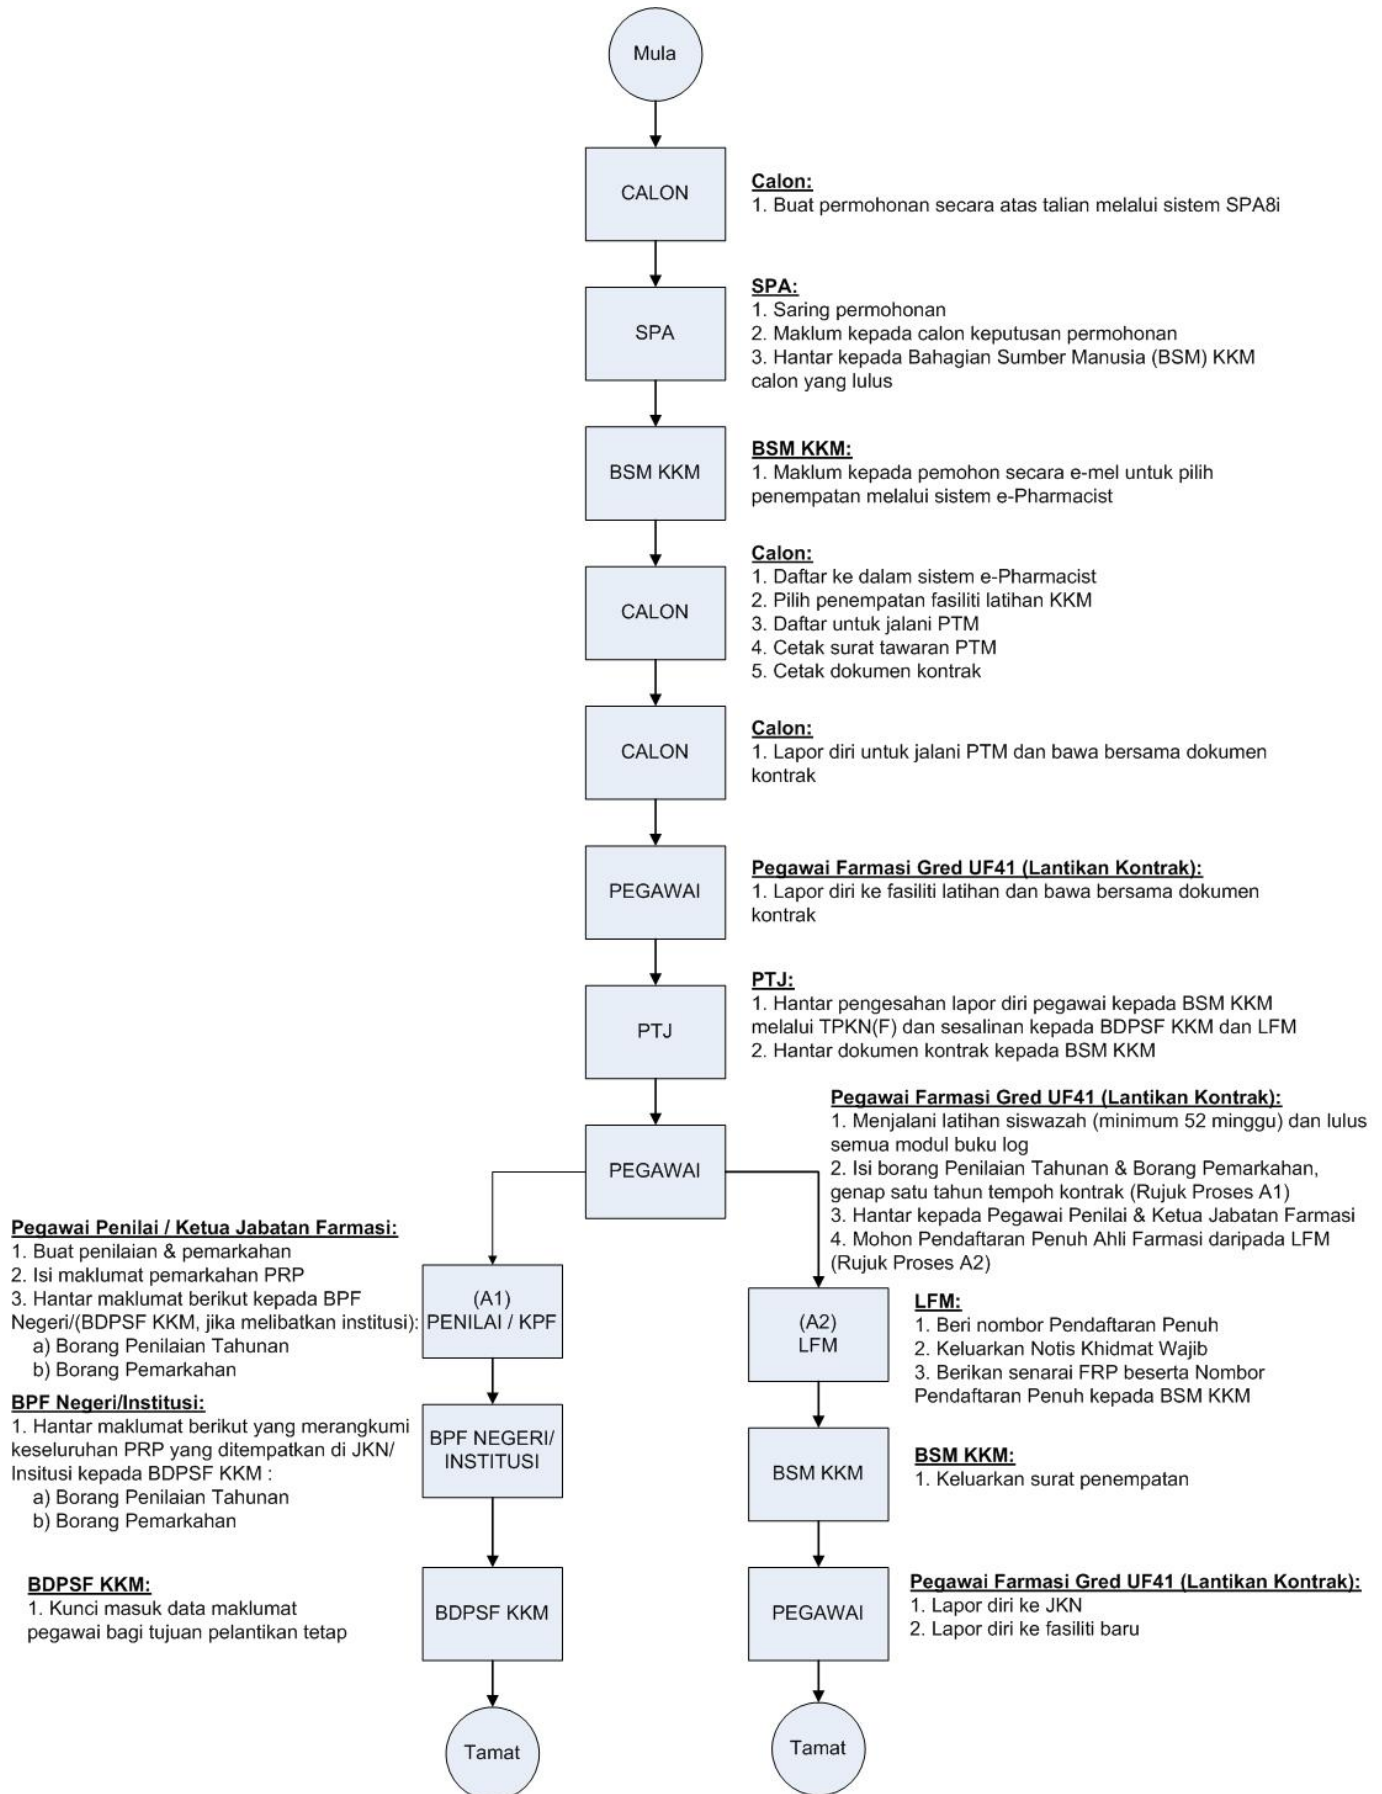 Mula
CALON
Calon:
1. Buat permohonan secara atas talian melalui sistem SPA8i
SPA
SPA:
1. Saring permohonan
2. Maklum kepada calon keputusan permohonan
3. Hantar kepada Bahagian Sumber Manusia (BSM) KKM
calon yang lulus
BSM KKM
BSM KKM:
1. Maklum kepada pemohon secara e-mel untuk pilih
penempatan melalui sistem e-Pharmacist
CALON
Calon:
1. Daftar ke dalam sistem e-Pharmacist
2. Pilih penempatan fasiliti latihan KKM
3. Daftar untuk jalani PTM
4. Cetak surat tawaran PTM
5. Cetak dokumen kontrak
CALON
Calon:
1. Lapor diri untuk jalani PTM dan bawa bersama dokumen
kontrak
PEGAWAI
Pegawai Farmasi Gred UF41 (Lantikan Kontrak):
1. Lapor diri ke fasiliti latihan dan bawa bersama dokumen
kontrak
PTJ
PTJ:
1. Hantar pengesahan lapor diri pegawai kepada BSM KKM
melalui TPKN(F) dan sesalinan kepada BDPSF KKM dan LFM
2. Hantar dokumen kontrak kepada BSM KKM
PEGAWAI
Pegawai Farmasi Gred UF41 (Lantikan Kontrak):
1. Menjalani latihan siswazah (minimum 52 minggu) dan lulus
semua modul buku log
2. Isi borang Penilaian Tahunan & Borang Pemarkahan,
genap satu tahun tempoh kontrak (Rujuk Proses A1)
3. Hantar kepada Pegawai Penilai & Ketua Jabatan Farmasi
4. Mohon Pendaftaran Penuh Ahli Farmasi daripada LFM
(Rujuk Proses A2)
Pegawai Penilai / Ketua Jabatan Farmasi:
1. Buat penilaian & pemarkahan
2. Isi maklumat pemarkahan PRP
3. Hantar maklumat berikut kepada BPF
Negeri/(BDPSF KKM, jika melibatkan institusi):
a) Borang Penilaian Tahunan
b) Borang Pemarkahan
(A1)
PENILAI / KPF
BPF Negeri/Institusi:
1. Hantar maklumat berikut yang merangkumi
keseluruhan PRP yang ditempatkan di JKN/
Insitusi kepada BDPSF KKM :
a) Borang Penilaian Tahunan
b) Borang Pemarkahan
BPF NEGERI/
INSTITUSI
BDPSF KKM:
1. Kunci masuk data maklumat
pegawai bagi tujuan pelantikan tetap
BDPSF KKM
Tamat
(A2)
LFM
LFM:
1. Beri nombor Pendaftaran Penuh
2. Keluarkan Notis Khidmat Wajib
3. Berikan senarai FRP beserta Nombor
Pendaftaran Penuh kepada BSM KKM
BSM KKM
BSM KKM:
1. Keluarkan surat penempatan
PEGAWAI
Pegawai Farmasi Gred UF41 (Lantikan Kontrak):
1. Lapor diri ke JKN
2. Lapor diri ke fasiliti baru
Tamat